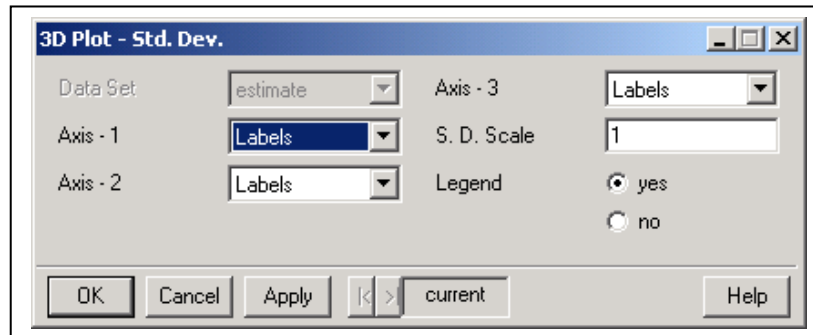 3D Plot - Std. Dev.
Data Set estimate Axis - 3 Labels
Axis - 1 Labels S. D. Scale 1
Axis - 2 Labels Legend yes
no
OK Cancel Apply current Help